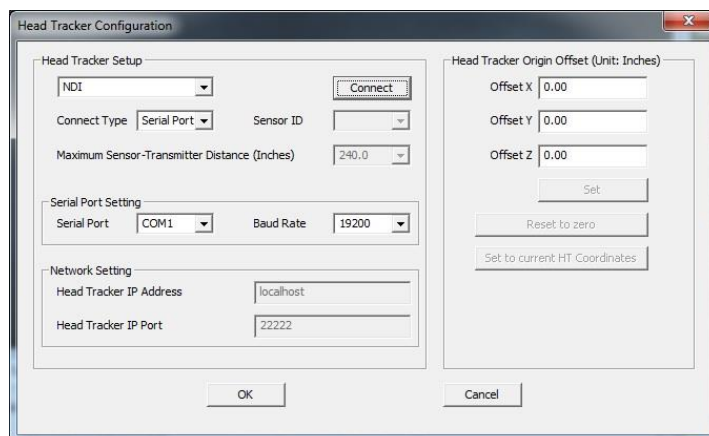 Head Tracker Configuration
X
Head Tracker Setup
NDI
Connect
Connect Type
Serial Port
Sensor ID
Maximum Sensor-Transmitter Distance (Inches)
240.0
Serial Port Setting
Serial Port
COM1
Baud Rate
19200
Network Setting
Head Tracker IP Address
localhost
Head Tracker IP Port
22222
Head Tracker Origin Offset (Unit: Inches)
Offset X
0.00
Offset Y
0.00
Offset Z
0.00
Set
Reset to zero
Set to current HT Coordinates
OK
Cancel